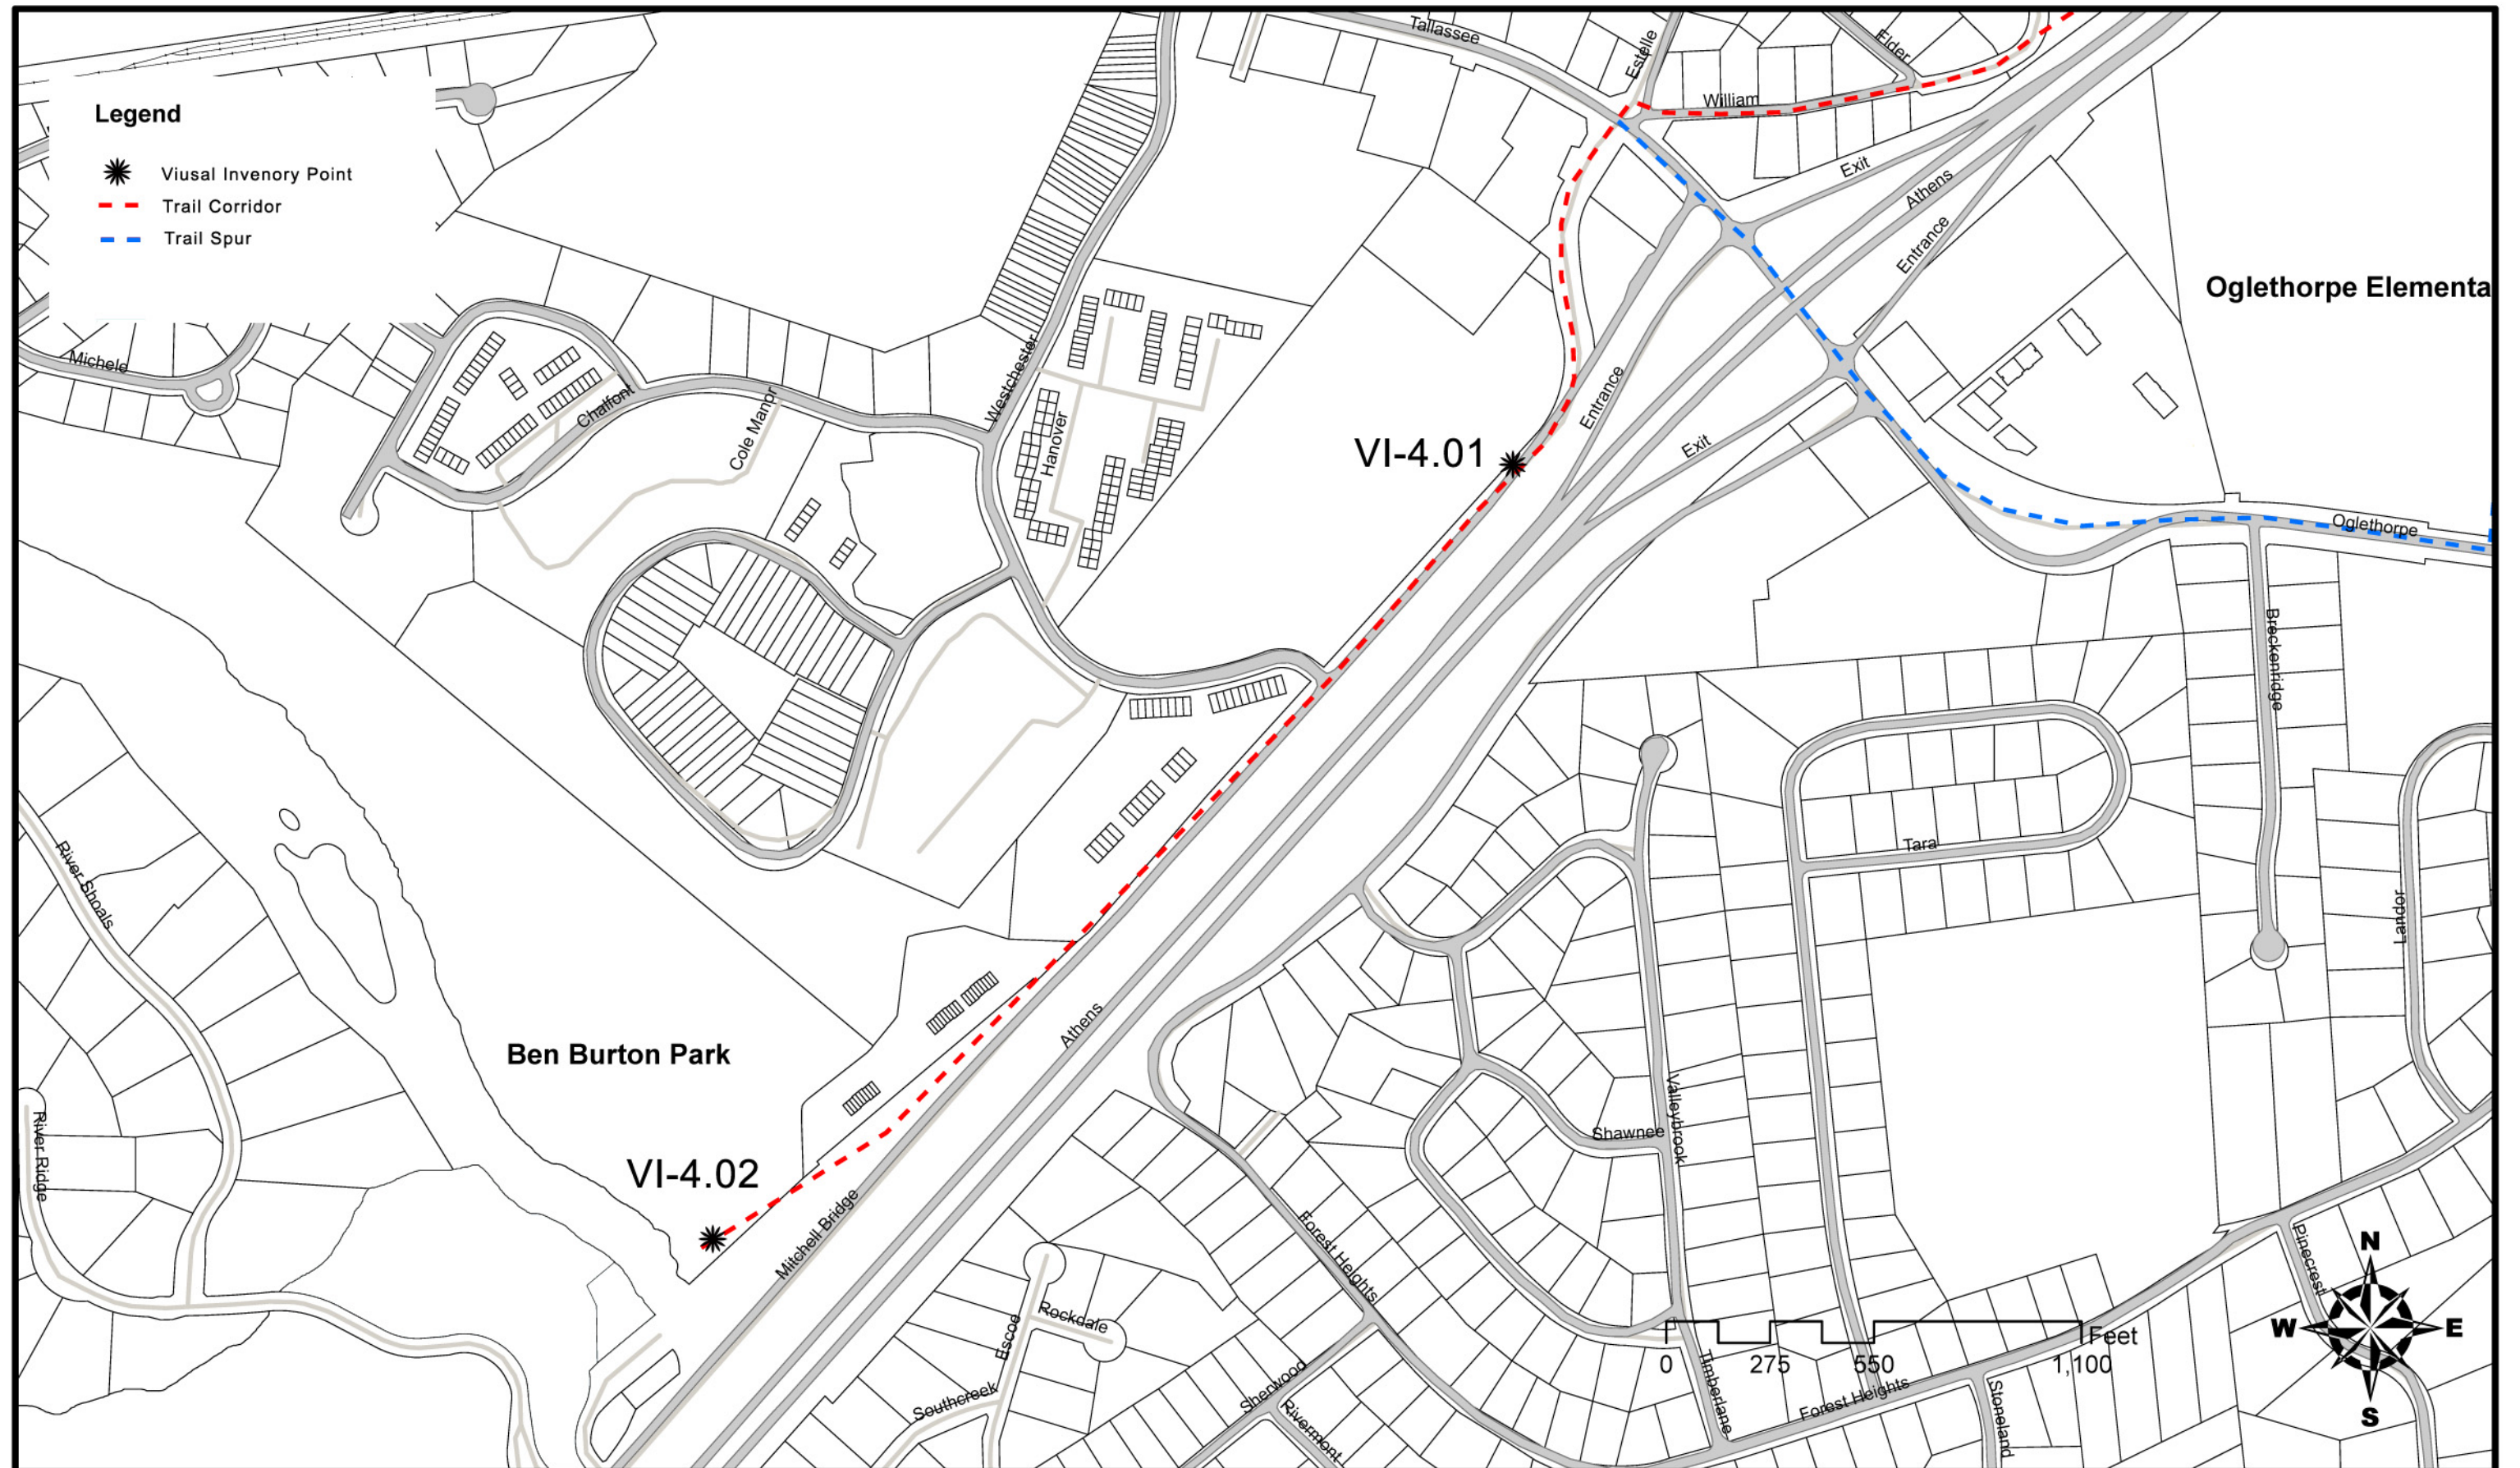 Tallassee
Estelle
Elder
Legend
William
Viusal Invenory Point
Trail Corridor
Trail Spur
Exit
Athens
Entrance
Oglethorpe Elementa
Michele
Westchester
Chalfont
Cole Manor
Hanover
Entrance
VI-4.01
Exit
Oglethorpe
Breckenridge
River Shoals
Tara
Landor
Athens
Ben Burton Park
River Ridge
Valleybrook
Shawnee
VI-4.02
Mitchell Bridge
Forest Heights
Pinecrest
N
W
E
S
Escoe
Rockdale
Feet
0 275 550 1,100
Southcreek
Sherwood
Rivermont
Timberlane
Forest Heights
Stoneland